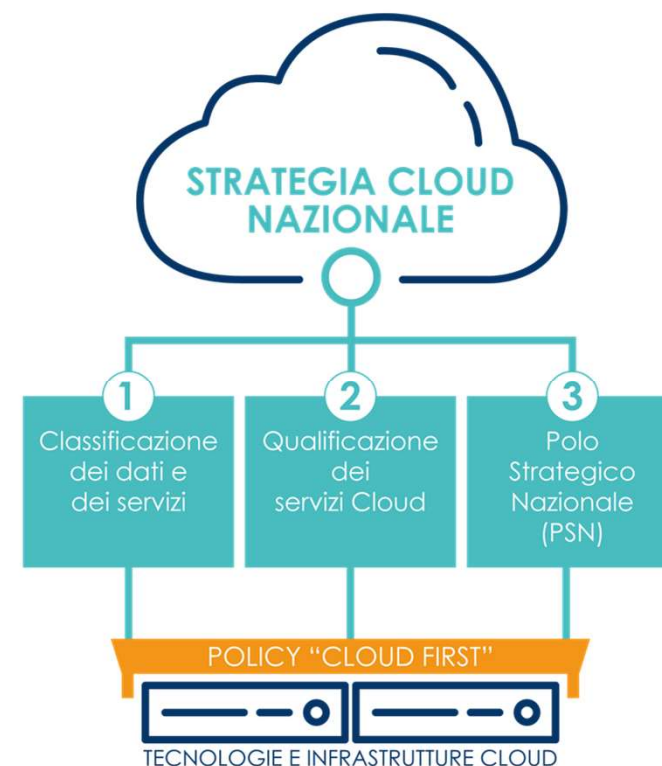 STRATEGIA CLOUD
NAZIONALE
1
Classificazione
dei dati e
dei servizi
2
Qualificazione
dei
servizi Cloud
3
Polo
Strategico
Nazionale
(PSN)
POLICY “CLOUD FIRST”
TECNOLOGIE E INFRASTRUTTURE CLOUD